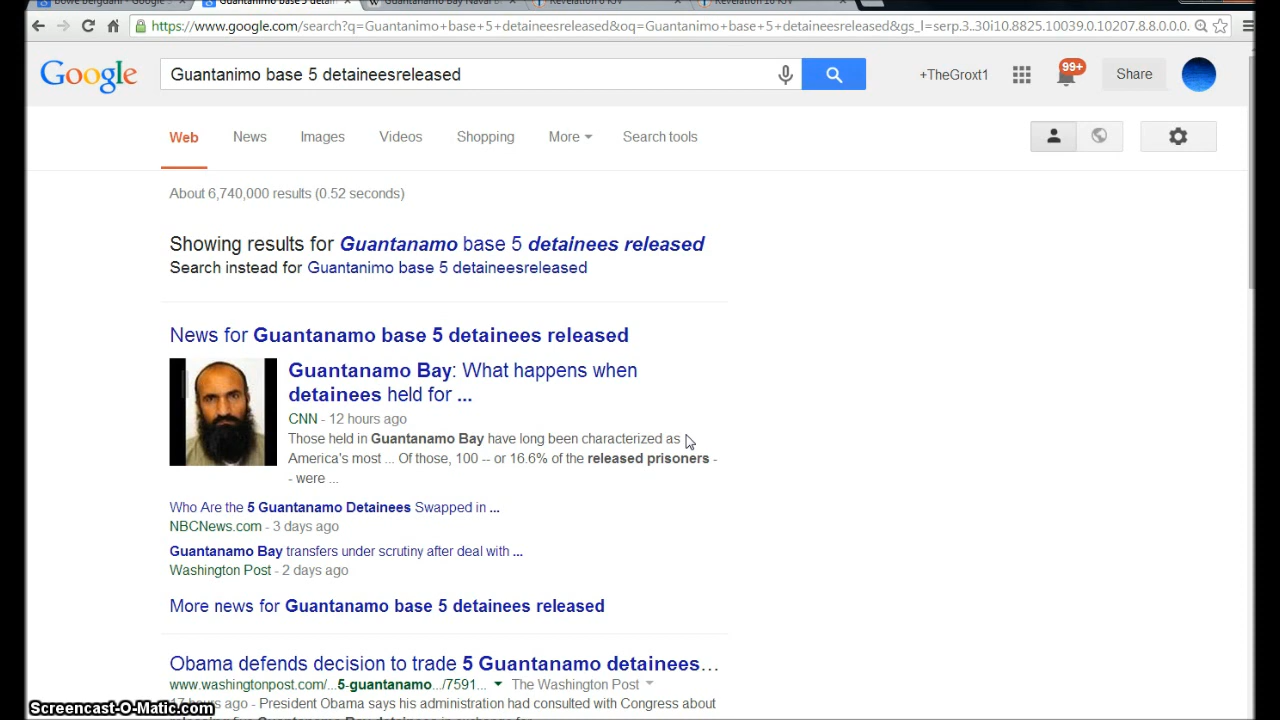 Guantanamo base 5 detai...
https://www.google.com/search?q=Guantanimo+base+5+detaineesreleased&oq=Guantanimo+base+5+detaineesreleased&gs_l=serp.3..30i10.8825.10039.0.10207.8.8.0.0.0.
Google
Guantanimo base 5 detaineesreleased
+TheGroxt1
99+
Share
Web
News
Images
Videos
Shopping
More
Search tools
About 6,740,000 results (0.52 seconds)
Showing results for Guantanamo base 5 detainees released
Search instead for Guantanimo base 5 detaineesreleased
News for Guantanamo base 5 detainees released
Guantanamo Bay: What happens when
detainees held for ...
CNN - 12 hours ago
Those held in Guantanamo Bay have long been characterized as
America's most ... Of those, 100 -- or 16.6% of the released prisoners -
- were ...
Who Are the 5 Guantanamo Detainees Swapped in ...
NBCNews.com - 3 days ago
Guantanamo Bay transfers under scrutiny after deal with ...
Washington Post - 2 days ago
More news for Guantanamo base 5 detainees released
Obama defends decision to trade 5 Guantanamo detainees…
www.washingtonpost.com/...5-guantanamo.../7591... The Washington Post
hours ago - President Obama says his administration had consulted with Congress about
Screencast-O-Matic.com